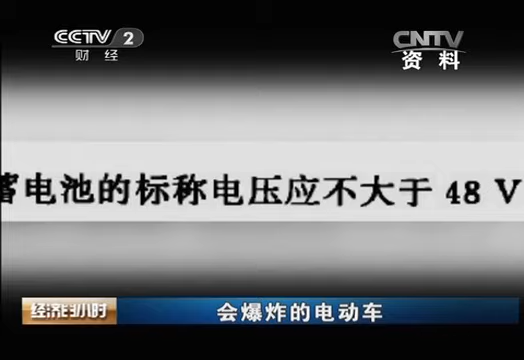 CCTV 2
财经
CNTV
资料
蓄电池的标称电压应不大于 48 V
经济半小时
会爆炸的电动车